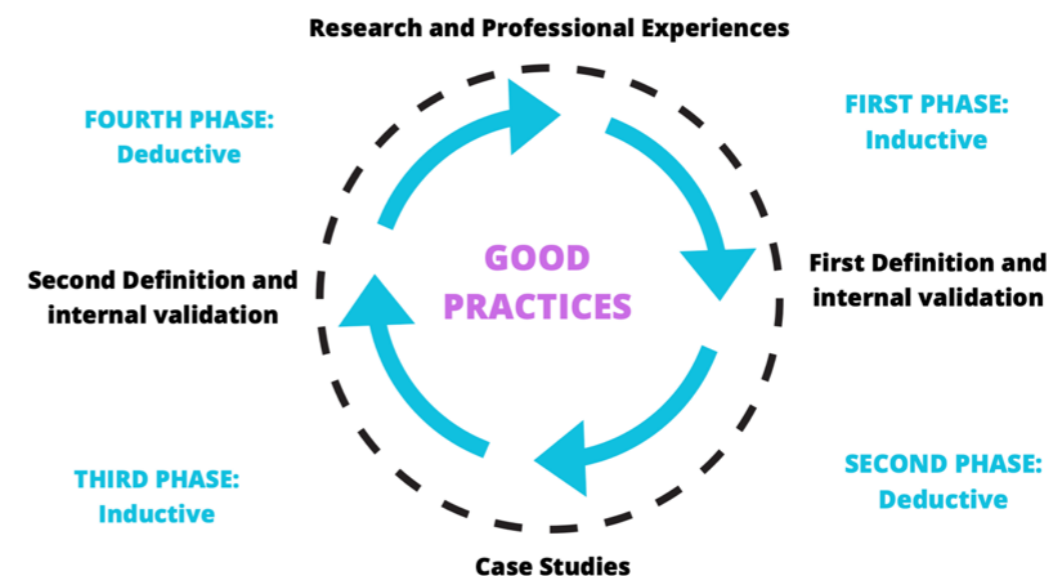 Research and Professional Experiences
FOURTH PHASE:
Deductive
FIRST PHASE:
Inductive
GOOD
PRACTICES
Second Definition and
internal validation
First Definition and
internal validation
THIRD PHASE:
Inductive
SECOND PHASE:
Deductive
Case Studies